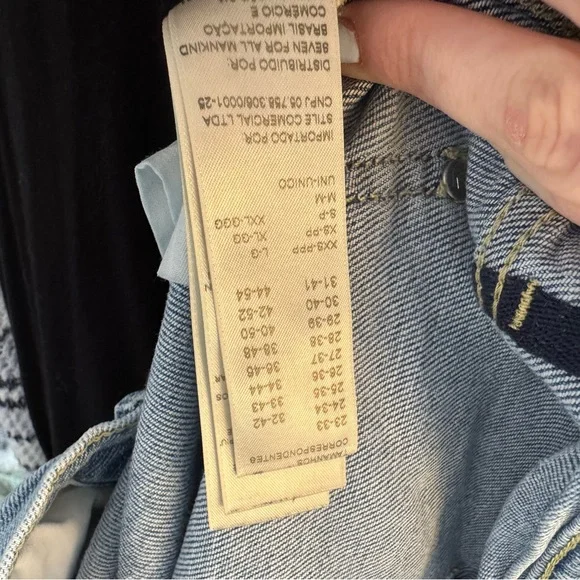 TAMANHOS
CORRESPONDENTES
23-33 32-42
24-34 33-43
25-35 34-44
26-36 36-46
27-37 38-48
28-38 40-50
29-39 42-52
30-40 44-54
31-41
XXS-PPP L-G
XS-PP XL-GG
S-P XXL-GGG
M-M
UNI-UNICO
IMPORTADO POR:
STILE COMERCIAL LTDA
CNPJ 05.758.306/0001-25
DISTRIBUIDO POR:
SEVEN FOR ALL MANKIND
BRASIL IMPORTAÇÃO
COMERCIO E